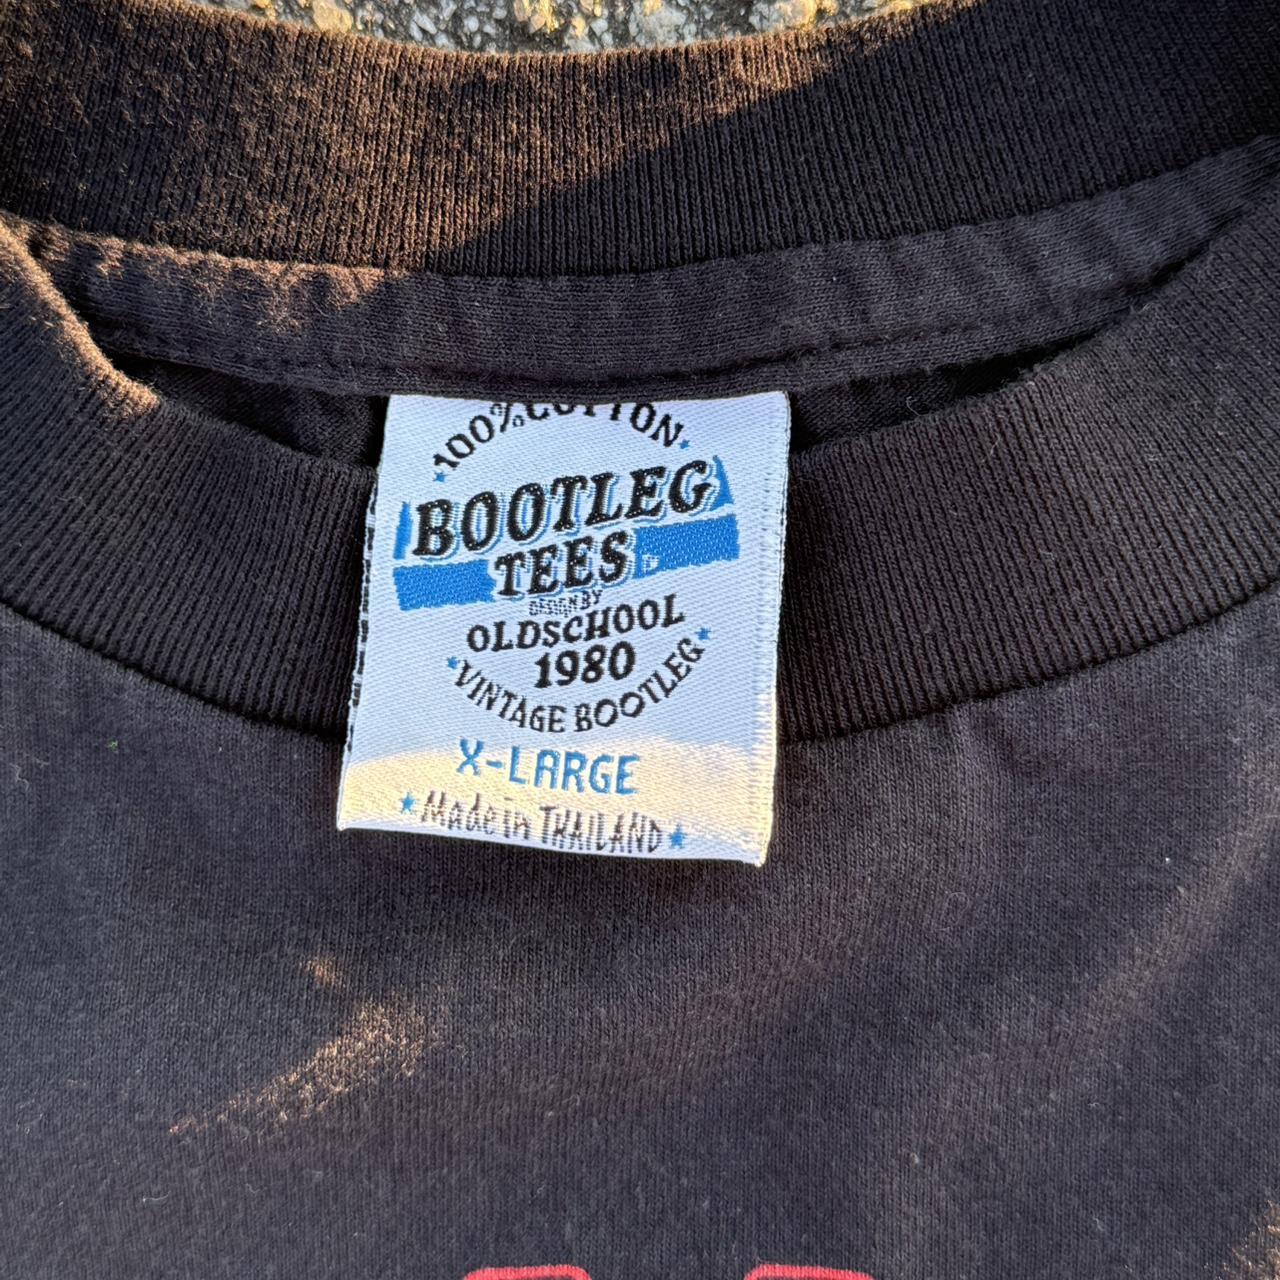 100% COTTON
BOOTLEG
TEES
DESIGN BY
OLDSCHOOL
1980
VINTAGE BOOTLEG
X-LARGE
Made in THAILAND